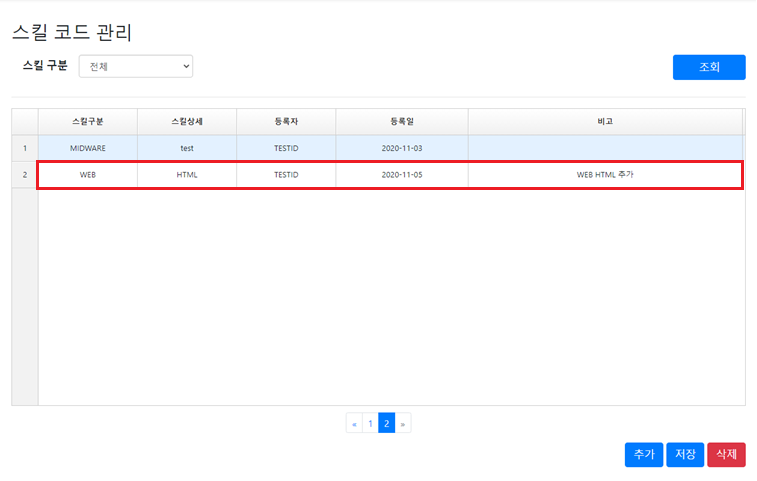 스킬 코드 관리
스킬 구분 전체 조회
스킬구분 스킬상세 등록자 등록일 비고
1 MIDWARE test TESTID 2020-11-03
2 WEB HTML TESTID 2020-11-05 WEB HTML 추가
« 1 2 »
추가 저장 삭제